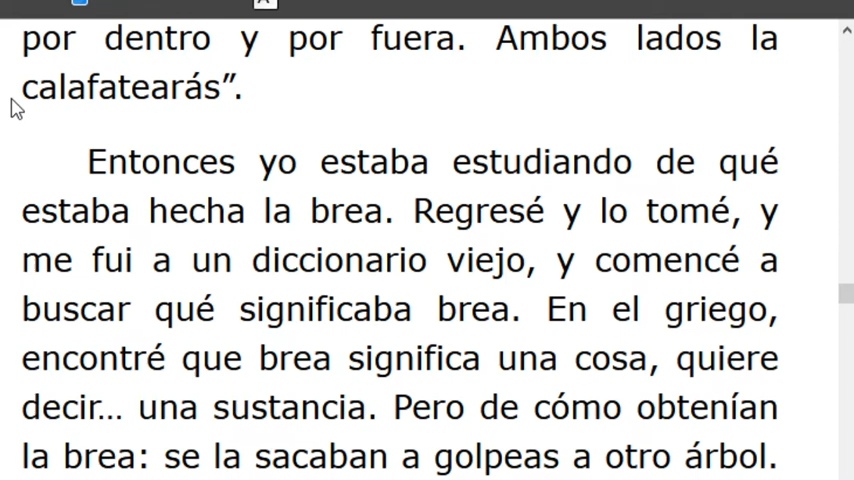 por dentro y por fuera. Ambos lados la
calafatearás”.
Entonces yo estaba estudiando de qué
estaba hecha la brea. Regresé y lo tomé, y
me fui a un diccionario viejo, y comencé a
buscar qué significaba brea. En el griego,
encontré que brea significa una cosa, quiere
decir… una sustancia. Pero de cómo obtenían
la brea: se la sacaban a golpeas a otro árbol.